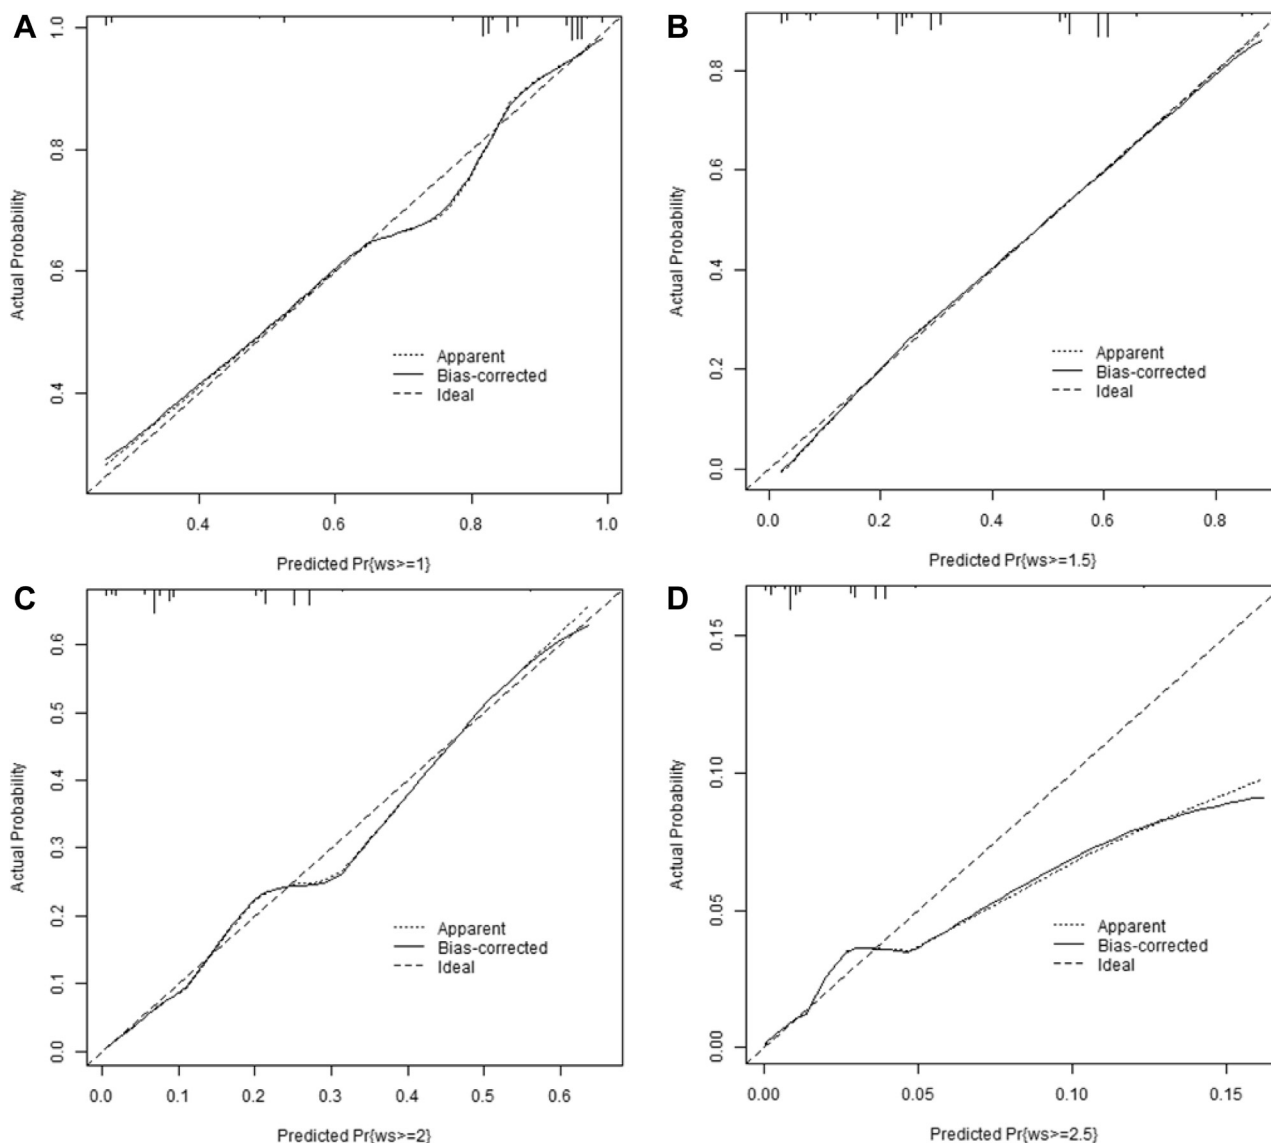 A
Actual Probability
1.0
0.8
0.6
0.4
Apparent
Bias-corrected
Ideal
0.4 0.6 0.8 1.0
Predicted Pr{ws>=1}
B
Actual Probability
0.8
0.6
0.4
0.2
0.0
Apparent
Bias-corrected
Ideal
0.0 0.2 0.4 0.6 0.8
Predicted Pr{ws>=1.5}
C
Actual Probability
0.6
0.5
0.4
0.3
0.2
0.1
0.0
Apparent
Bias-corrected
Ideal
0.0 0.1 0.2 0.3 0.4 0.5 0.6
Predicted Pr{ws>=2}
D
Actual Probability
0.15
0.10
0.05
0.00
Apparent
Bias-corrected
Ideal
0.00 0.05 0.10 0.15
Predicted Pr{ws>=2.5}